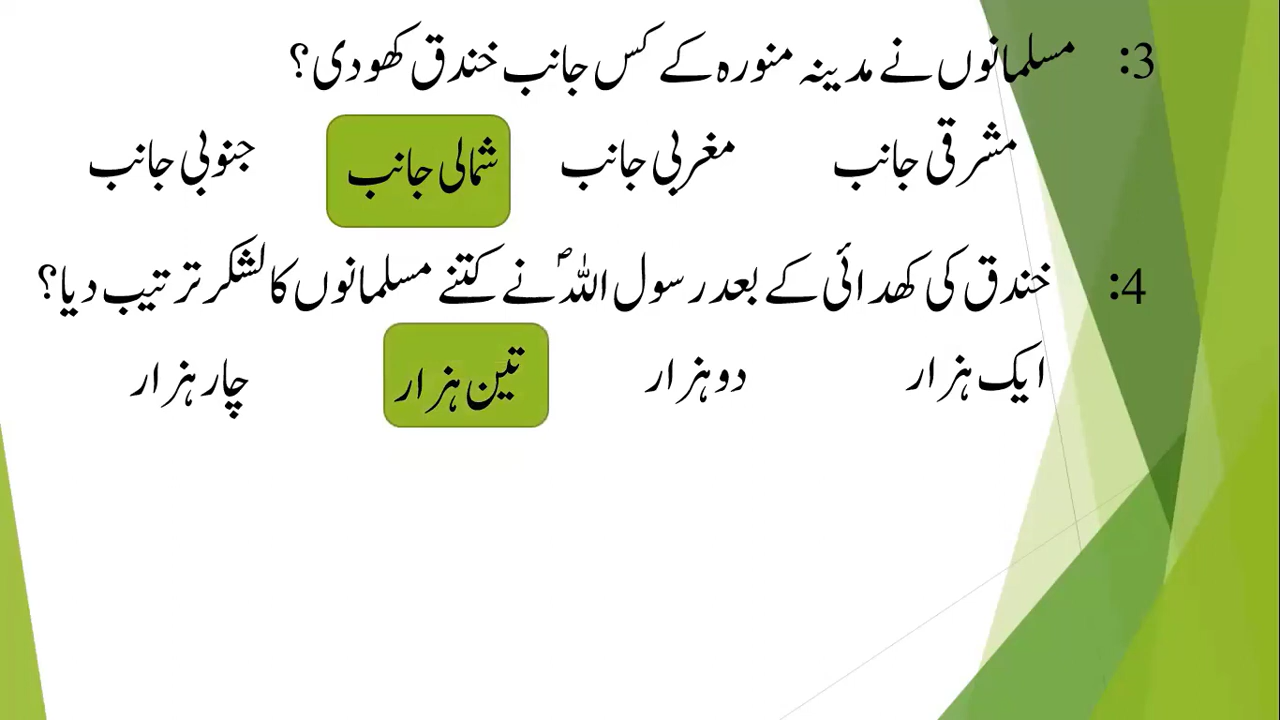 3: مسلمانوں نے مدینہ منورہ کے کس جانب خندق کھودی؟
مشرقی جانب مغربی جانب شمالی جانب جنوبی جانب
4: خندق کی کھدائی کے بعد رسول اللہؐ نے کتنے مسلمانوں کا لشکر ترتیب دیا؟
ایک ہزار دو ہزار تین ہزار چار ہزار